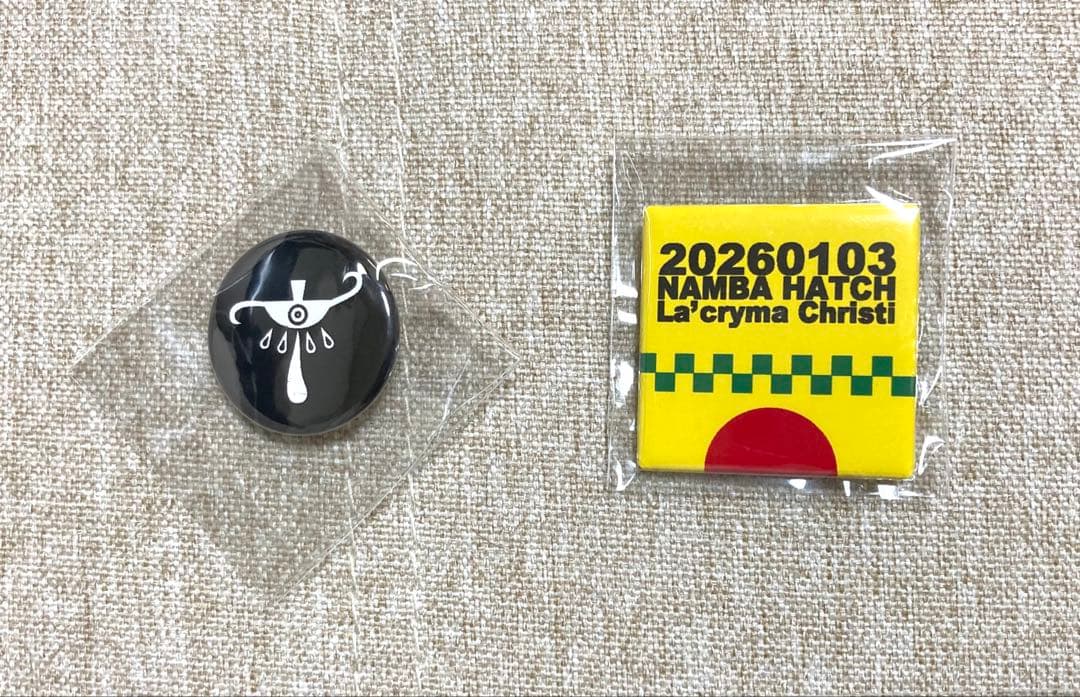 20260103
NAMBA HATCH
La'cryma Christi